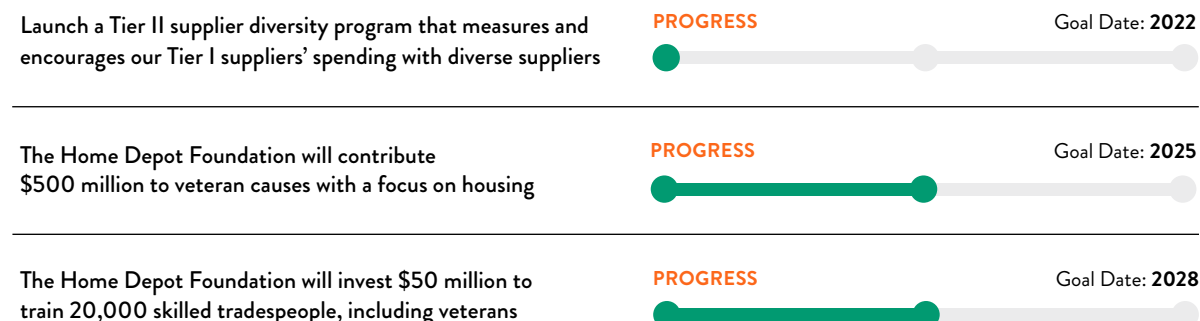 Launch a Tier II supplier diversity program that measures and
encourages our Tier I suppliers’ spending with diverse suppliers
PROGRESS
Goal Date: 2022
The Home Depot Foundation will contribute
$500 million to veteran causes with a focus on housing
PROGRESS
Goal Date: 2025
The Home Depot Foundation will invest $50 million to
train 20,000 skilled tradespeople, including veterans
PROGRESS
Goal Date: 2028